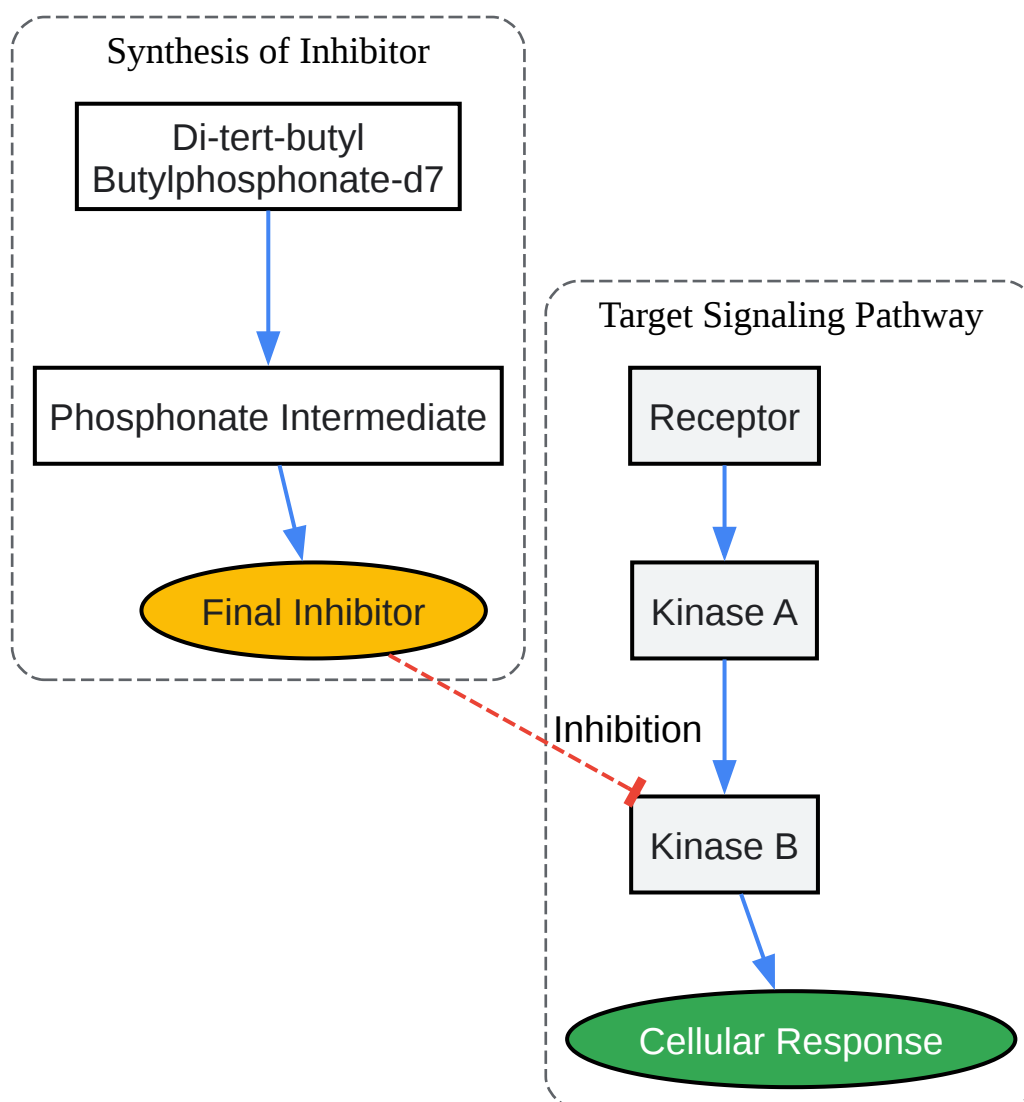 Synthesis of Inhibitor
Di-tert-butyl
Butylphosphonate-d7
Phosphonate Intermediate
Final Inhibitor
Inhibition
Target Signaling Pathway
Receptor
Kinase A
Kinase B
Cellular Response